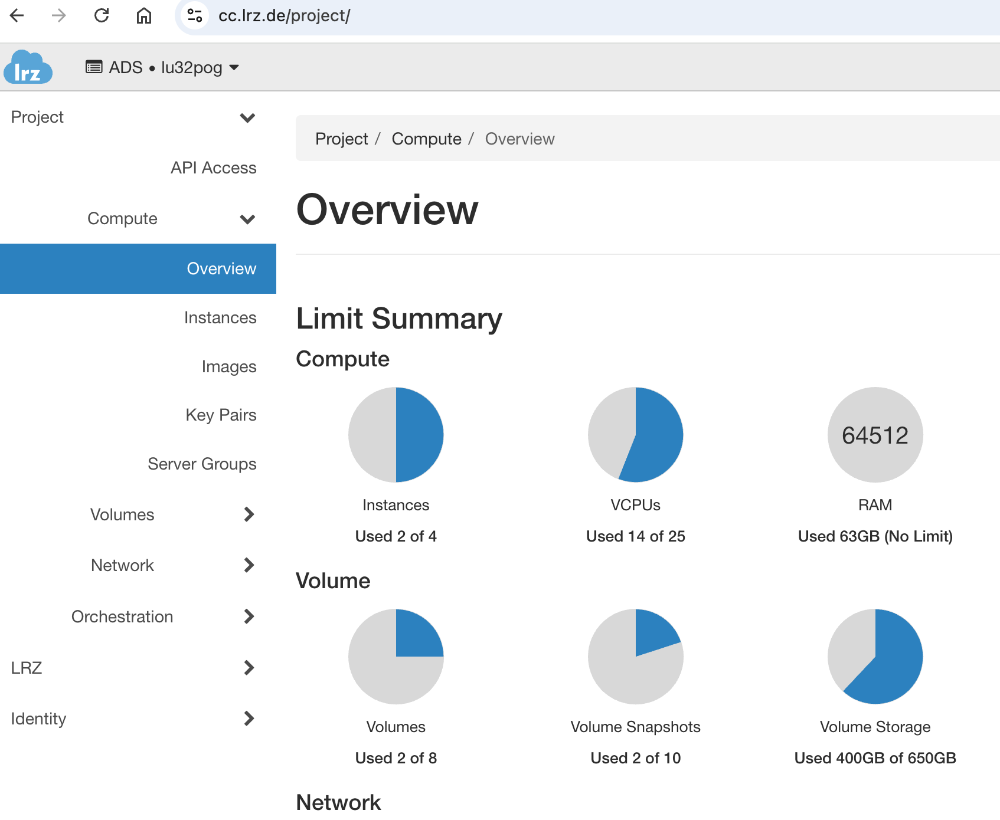 cc.lrz.de/project/
lrz
ADS • lu32pog
Project
API Access
Compute
Overview
Instances
Images
Key Pairs
Server Groups
Volumes
Network
Orchestration
LRZ
Identity
Project / Compute / Overview
Overview
Limit Summary
Compute
64512
Instances VCPUs RAM
Used 2 of 4 Used 14 of 25 Used 63GB (No Limit)
Volume
Volumes Volume Snapshots Volume Storage
Used 2 of 8 Used 2 of 10 Used 400GB of 650GB
Network